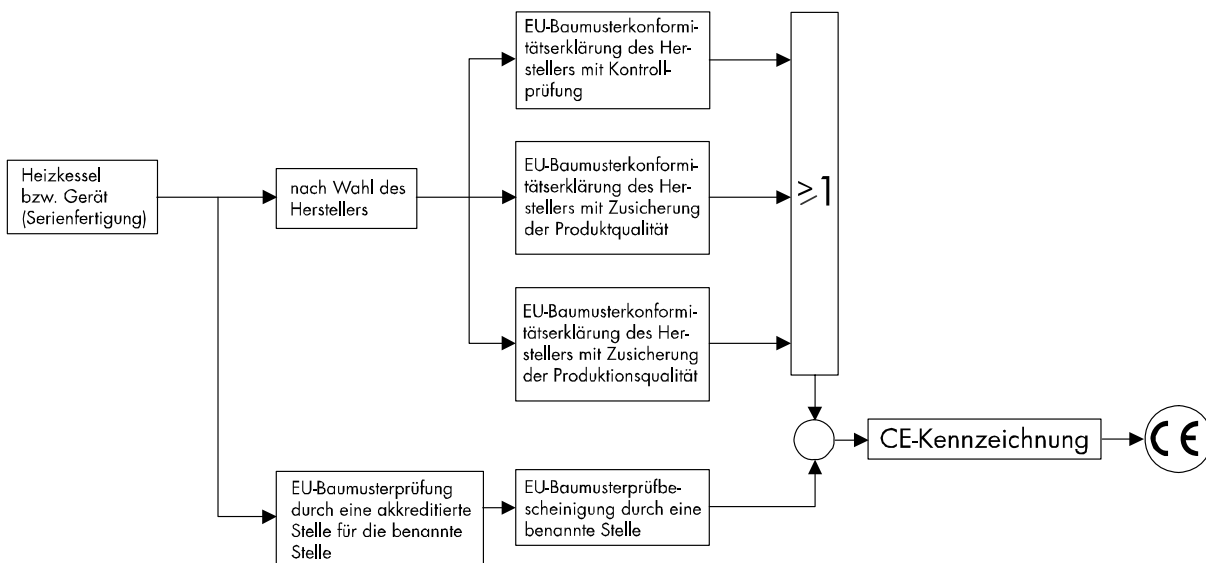 Heizkessel
bzw. Gerät
(Serienfertigung)
nach Wahl des
Herstellers
EU-Baumusterkonformi-
tätserklärung des Her-
stellers mit Kontroll-
prüfung
EU-Baumusterkonformi-
tätserklärung des Her-
stellers mit Zusicherung
der Produktqualität
EU-Baumusterkonformi-
tätserklärung des Her-
stellers mit Zusicherung
der Produktionsqualität
≥1
EU-Baumusterprüfung
durch eine akkreditierte
Stelle für die benannte
Stelle
EU-Baumusterprüfbe-
scheinigung durch eine
benannte Stelle
CE-Kennzeichnung
CE